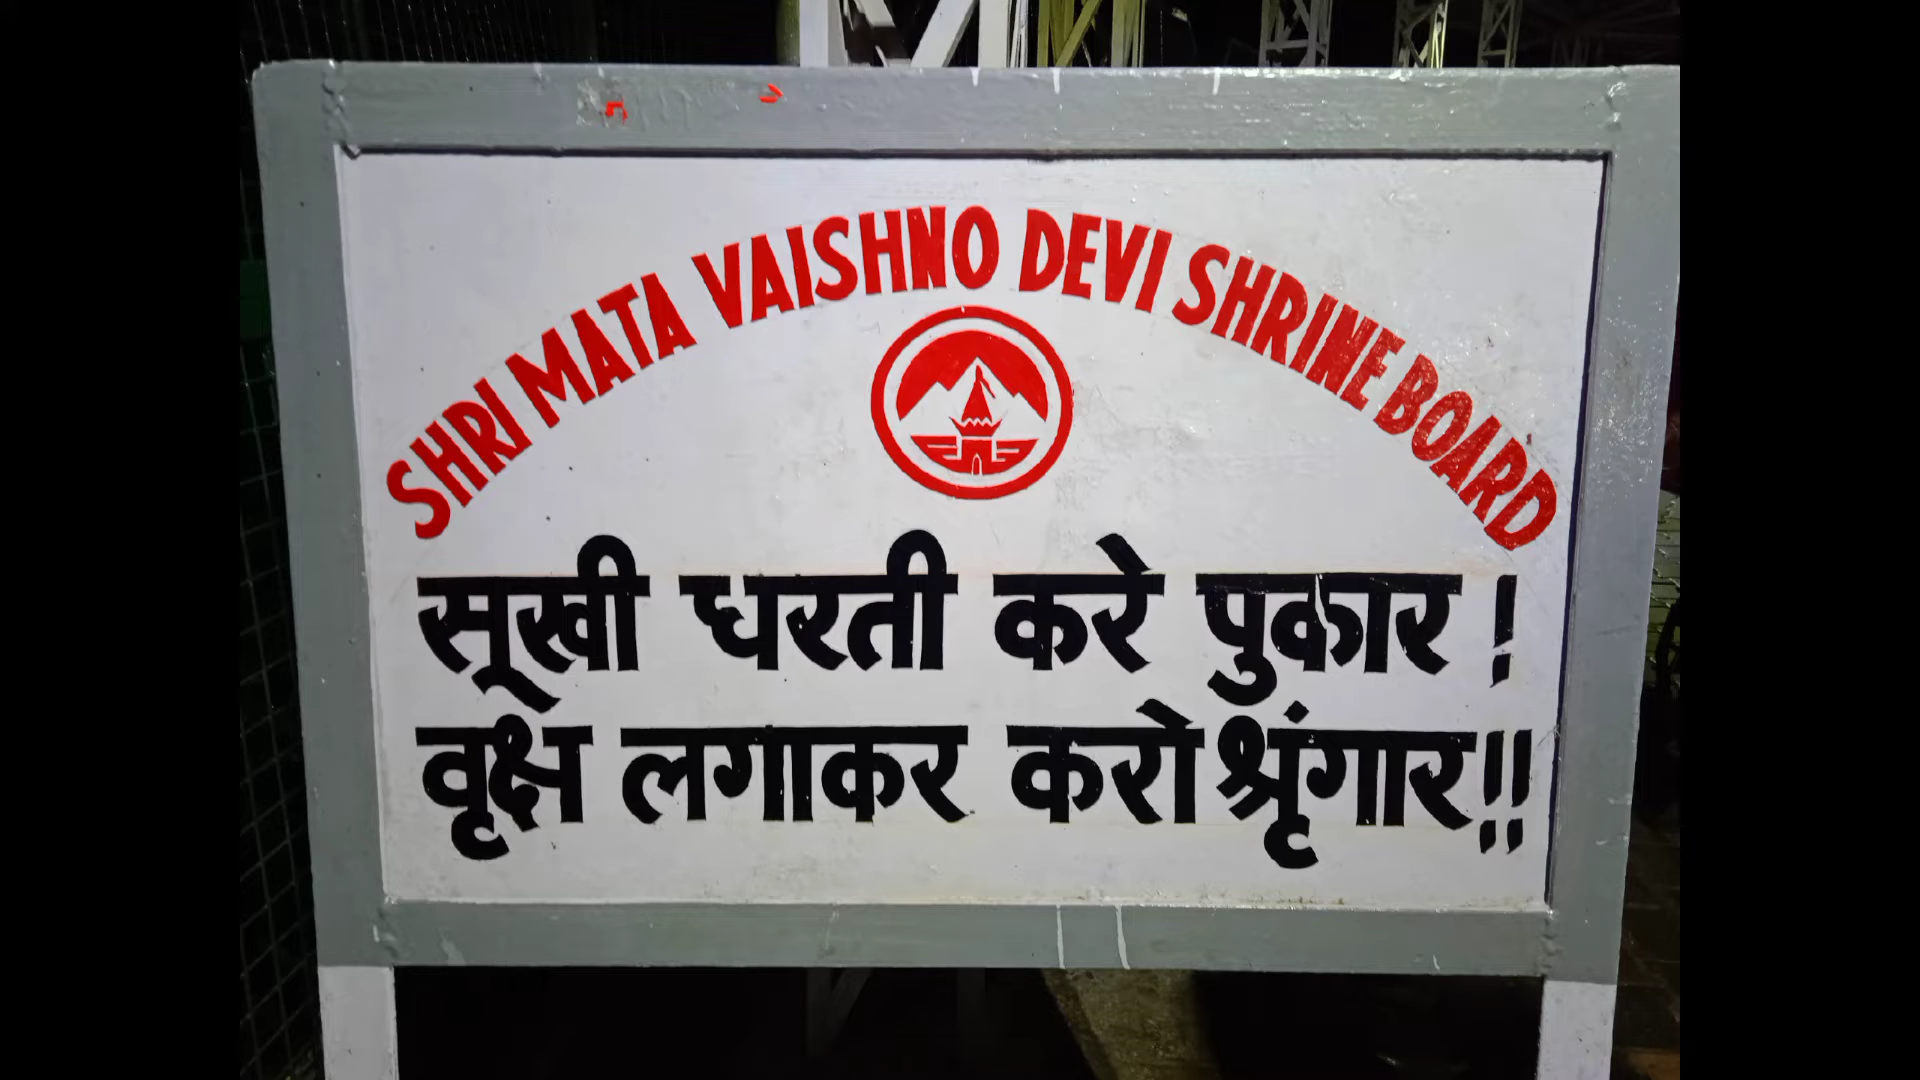 SHRI MATA VAISHNO DEVI SHRINE BOARD
सूखी धरती करे पुकार !
वृक्ष लगाकर करो श्रृंगार!!